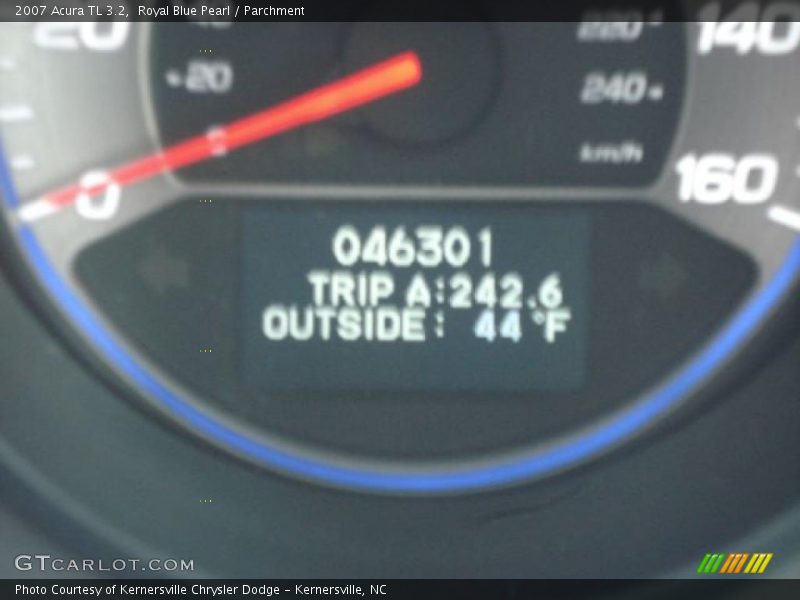 2007 Acura TL 3.2, Royal Blue Pearl / Parchment
20
20
220
140
240
km/h
0
0
160
046301
TRIP A:242.6
OUTSIDE: 44°F
GTCARLOT.COM
Photo Courtesy of Kernersville Chrysler Dodge - Kernersville, NC